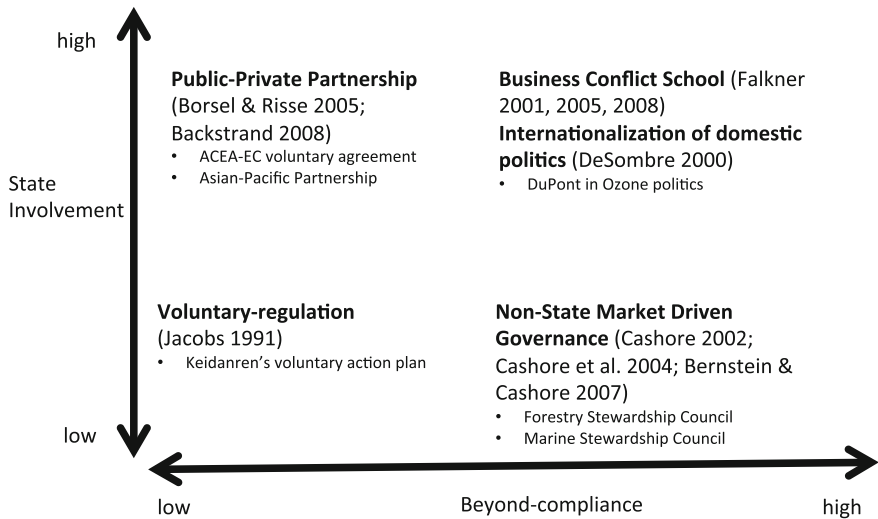 high
Public-Private Partnership
(Borsel & Risse 2005;
Backstrand 2008)
• ACEA-EC voluntary agreement
• Asian-Pacific Partnership
Business Conflict School (Falkner
2001, 2005, 2008)
Internationalization of domestic
politics (DeSombre 2000)
• DuPont in Ozone politics
State
Involvement
Voluntary-regulation
(Jacobs 1991)
• Keidanren's voluntary action plan
Non-State Market Driven
Governance (Cashore 2002;
Cashore et al. 2004; Bernstein &
Cashore 2007)
• Forestry Stewardship Council
• Marine Stewardship Council
low
low
Beyond-compliance
high